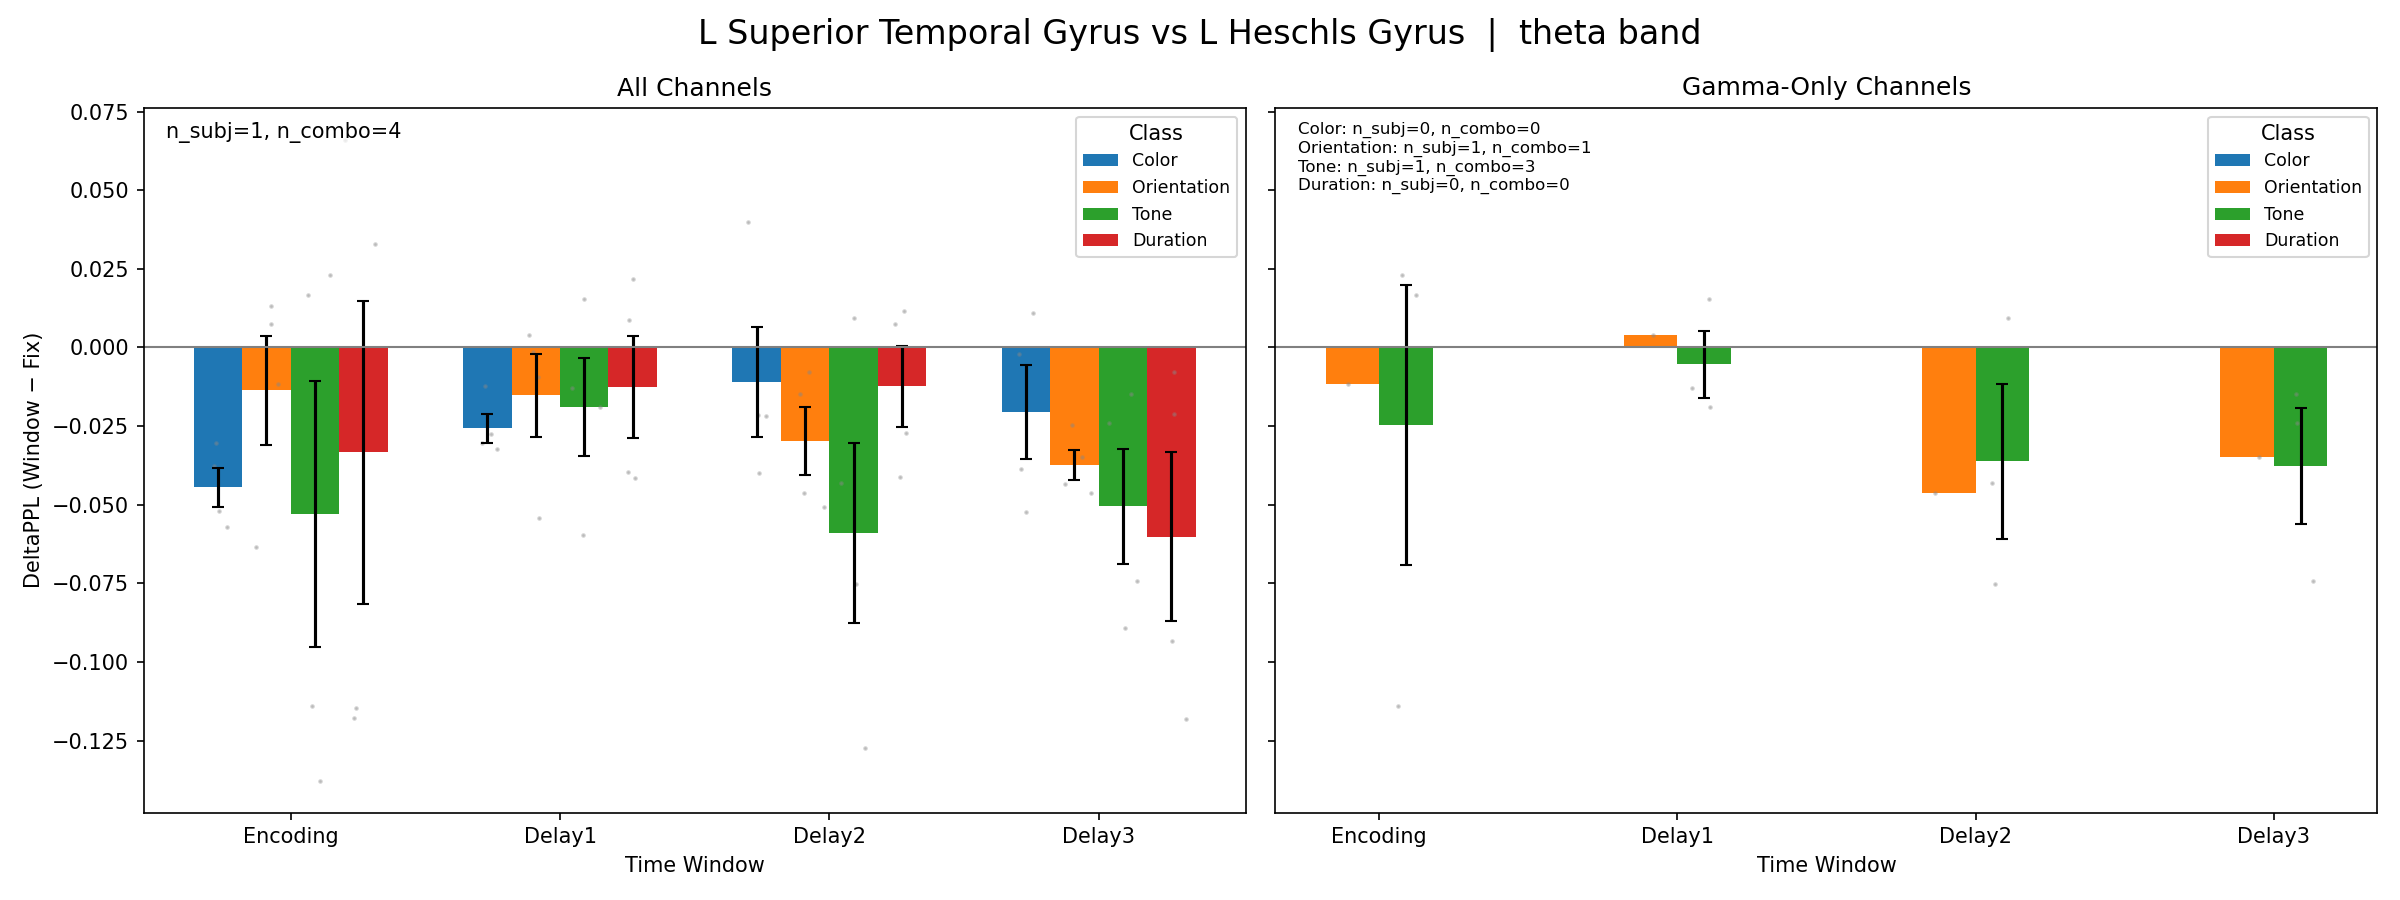 L Superior Temporal Gyrus vs L Heschls Gyrus | theta band
All Channels
n_subj=1, n_combo=4
Class
Color
Orientation
Tone
Duration
DeltaPPL (Window − Fix)
0.075
0.050
0.025
0.000
−0.025
−0.050
−0.075
−0.100
−0.125
Encoding
Delay1
Delay2
Delay3
Time Window
Gamma-Only Channels
Color: n_subj=0, n_combo=0
Orientation: n_subj=1, n_combo=1
Tone: n_subj=1, n_combo=3
Duration: n_subj=0, n_combo=0
Class
Color
Orientation
Tone
Duration
Encoding
Delay1
Delay2
Delay3
Time Window